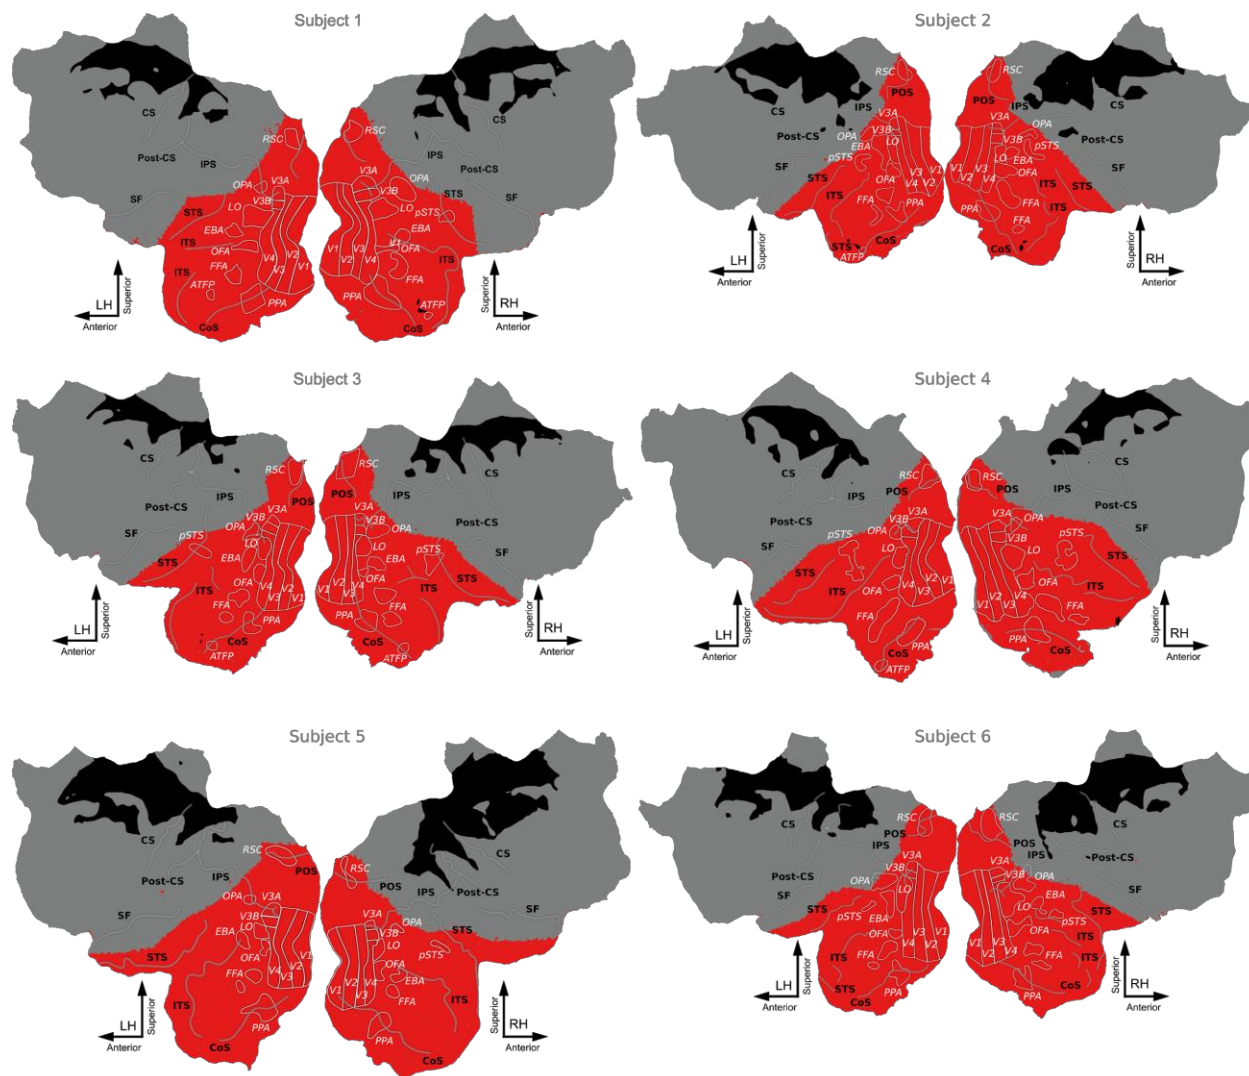 Subject 1
CS
Post-CS
IPS
SF
RSC
OPA
V3A
V3B
STS
LO
EBA
ITS
OFA
V4
V2
V3
V1
FFA
ITS
ATFP
PPA
CoS
LH
Superior
Anterior
CS
RSC
IPS
Post-CS
V3A
OPA
V3B
STS
SF
LO
pSTS
EBA
V1
V3
V1
OFA
V2
V4
ITS
FFA
PPA
ATFP
CoS
RH
Superior
Anterior
Subject 2
RSC
POS
CS
IPS
V3A
Post-CS
OPA
V3B
LO
EBA
pSTS
SF
STS
ITS
V3
V1
V4
V2
OFA
FFA
PPA
STS
CoS
ATFP
LH
Superior
Anterior
RSC
POS
IPS
CS
V3A
OPA
V3B
Post-CS
pSTS
LO
EBA
V1
V3
OFA
V2
V4
ITS
STS
SF
FFA
ITS
PPA
FFA
CoS
RH
Superior
Anterior
Subject 3
CS
RSC
IPS
POS
Post-CS
V3A
V3B
OPA
SF
pSTS
LO
EBA
STS
ITS
OFA
V4
V2
V3
V1
FFA
PPA
CoS
ATFP
LH
Superior
Anterior
RSC
CS
IPS
POS
V3A
V3B
OPA
Post-CS
LO
pSTS
SF
EBA
V2
V4
OFA
ITS
STS
V1
V3
FFA
PPA
CoS
ATFP
RH
Superior
Anterior
Subject 4
CS
RSC
IPS
POS
Post-CS
V3A
V3B
OPA
pSTS
LO
SF
STS
OFA
V4
V2
V1
V3
FFA
PPA
CoS
ATFP
LH
Superior
Anterior
RSC
CS
POS
IPS
Post-CS
V3A
OPA
SF
V3B
pSTS
LO
STS
OFA
ITS
V2
V4
V1
V3
FFA
PPA
CoS
RH
Superior
Anterior
Subject 5
CS
RSC
POS
Post-CS
IPS
OPA
V3A
SF
V3B
LO
EBA
STS
OFA
V1
V4
V2
V3
FFA
ITS
PPA
CoS
LH
Superior
Anterior
RSC
CS
POS
IPS
Post-CS
V3A
OPA
SF
V3B
STS
LO
pSTS
OFA
V2
V4
EBA
V1
V3
FFA
ITS
PPA
CoS
RH
Superior
Anterior
Subject 6
RSC
CS
POS
IPS
Post-CS
V3A
V3B
OPA
SF
LO
STS
pSTS
EBA
OFA
V3
V1
V4
V2
ITS
FFA
STS
PPA
CoS
LH
Superior
Anterior
RSC
CS
POS
IPS
Post-CS
V3A
V3B
OPA
SF
EBA
LO
STS
pSTS
OFA
V1
V3
V2
V4
ITS
FFA
ITS
CoS
PPA
RH
Superior
Anterior